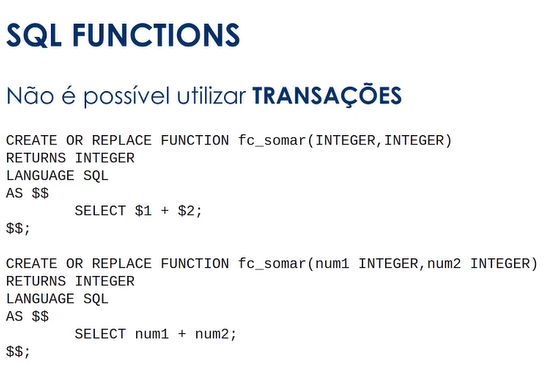 SQL FUNCTIONS
Não é possível utilizar TRANSAÇÕES
CREATE OR REPLACE FUNCTION fc_somar(INTEGER,INTEGER)
RETURNS INTEGER
LANGUAGE SQL
AS $$
SELECT $1 + $2;
$$;
CREATE OR REPLACE FUNCTION fc_somar(num1 INTEGER,num2 INTEGER)
RETURNS INTEGER
LANGUAGE SQL
AS $$
SELECT num1 + num2;
$$;